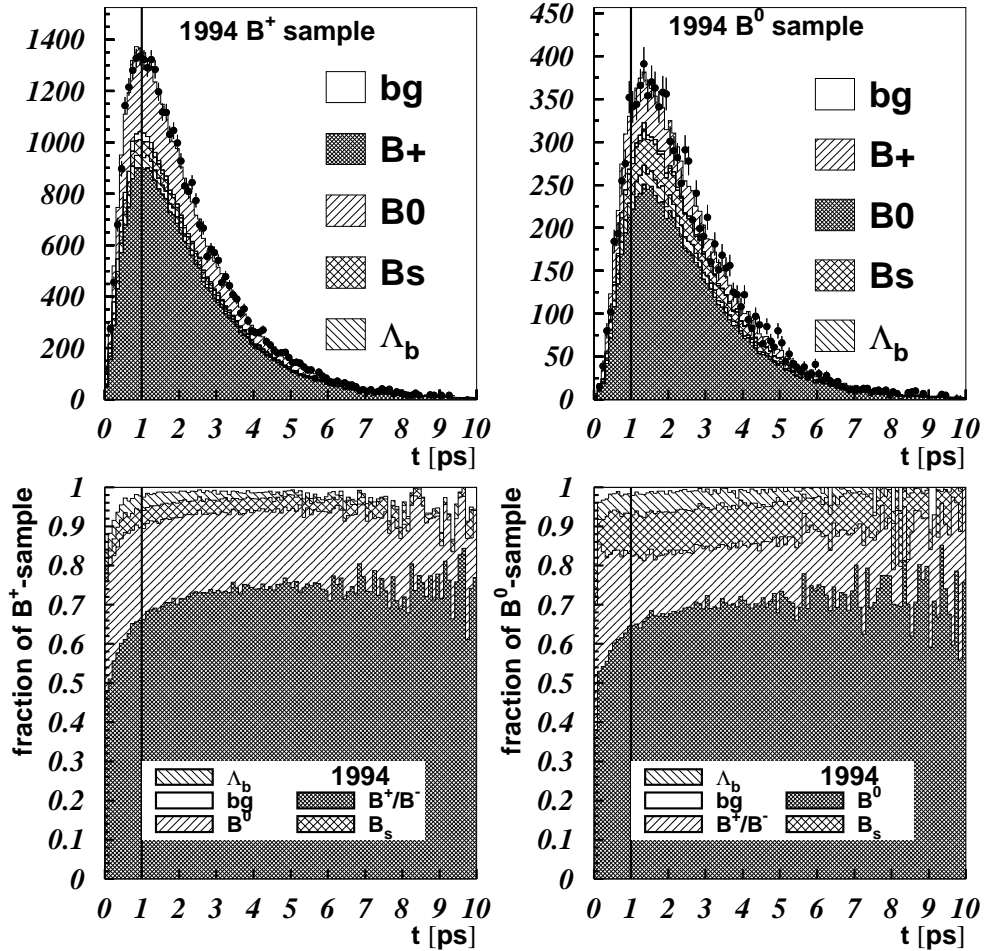 1994 B⁺ sample
bg
B+
B0
Bs
Λb
1400
1200
1000
800
600
400
200
0
0 1 2 3 4 5 6 7 8 9 10
t [ps]
1994 B⁰ sample
bg
B+
B0
Bs
Λb
450
400
350
300
250
200
150
100
50
0
0 1 2 3 4 5 6 7 8 9 10
t [ps]
fraction of B⁺-sample
1
0.9
0.8
0.7
0.6
0.5
0.4
0.3
0.2
0.1
0
Λb 1994
bg B⁺/B⁻
B⁰ Bs
0 1 2 3 4 5 6 7 8 9 10
t [ps]
fraction of B⁰-sample
1
0.9
0.8
0.7
0.6
0.5
0.4
0.3
0.2
0.1
0
Λb 1994
bg B⁰
B⁺/B⁻ Bs
0 1 2 3 4 5 6 7 8 9 10
t [ps]